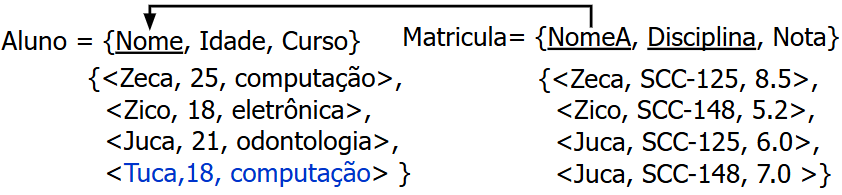 Aluno = {Nome, Idade, Curso}
{<Zeca, 25, computação>,
<Zico, 18, eletrônica>,
<Juca, 21, odontologia>,
<Tuca,18, computação> }
Matricula= {NomeA, Disciplina, Nota}
{<Zeca, SCC-125, 8.5>,
<Zico, SCC-148, 5.2>,
<Juca, SCC-125, 6.0>,
<Juca, SCC-148, 7.0 >}